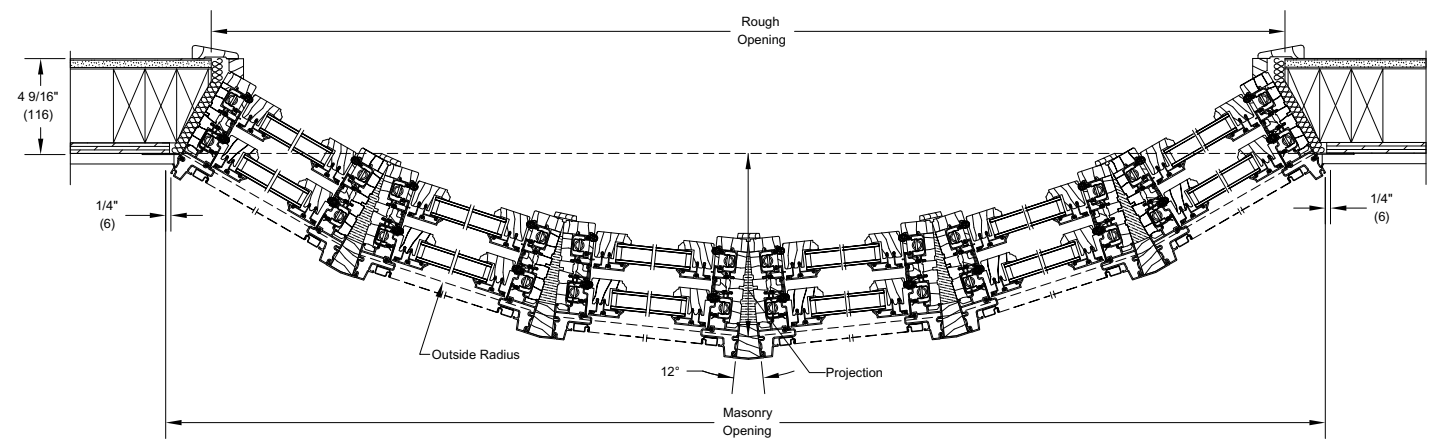 Rough
Opening
4 9/16"
(116)
1/4"
(6)
1/4"
(6)
Outside Radius
12°
Projection
Masonry
Opening